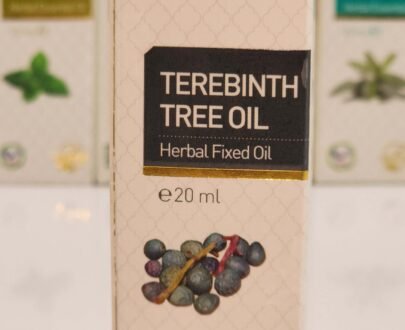 TEREBINTH
TREE OIL
Herbal Fixed Oil
℮20 ml